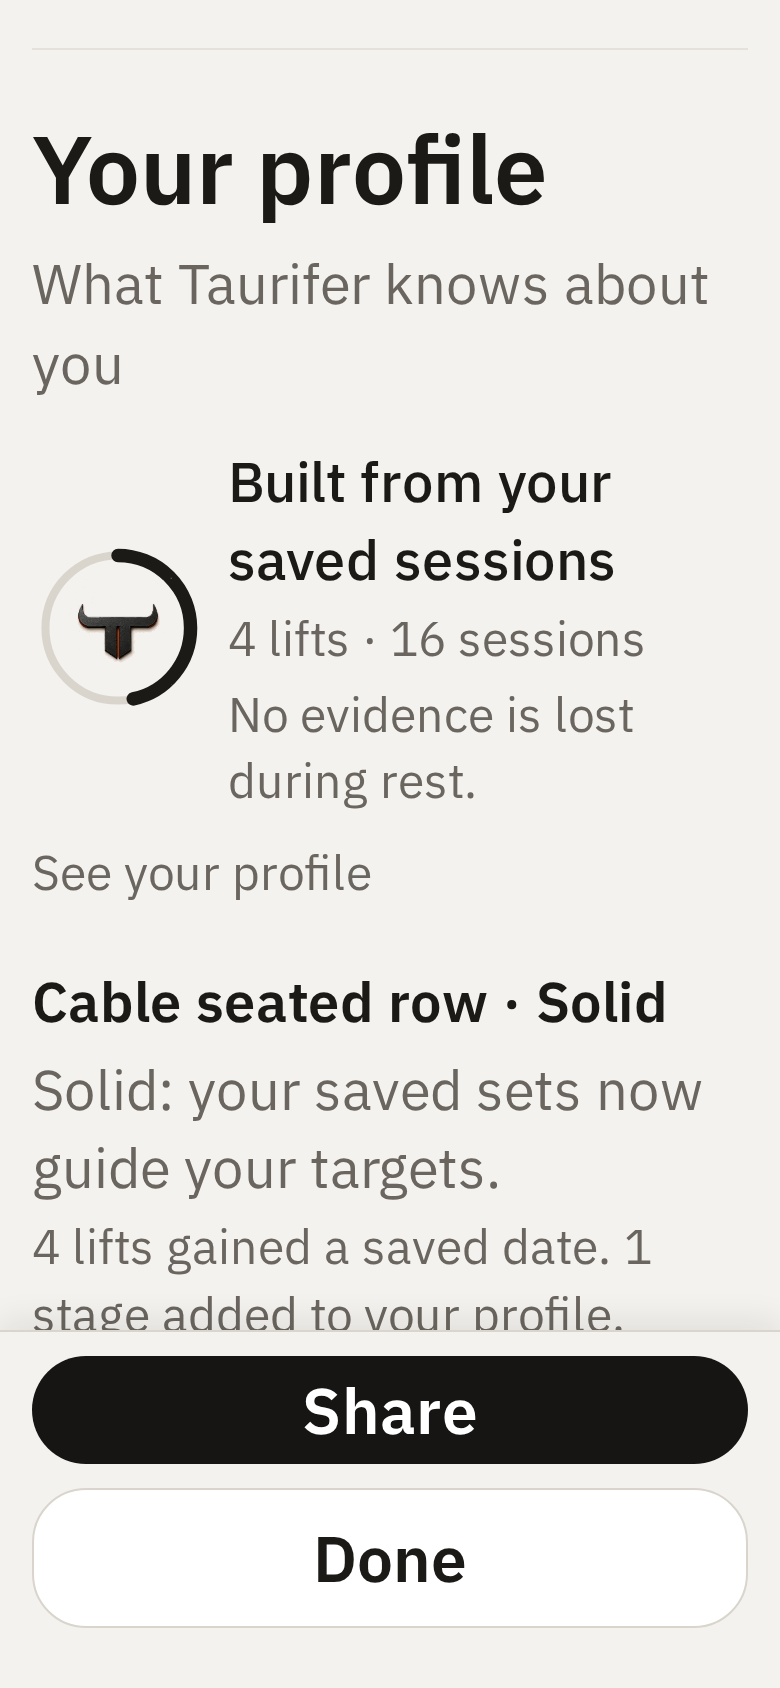 Your profile
What Taurifer knows about
you
Built from your
saved sessions
4 lifts · 16 sessions
No evidence is lost
during rest.
See your profile
Cable seated row · Solid
Solid: your saved sets now
guide your targets.
4 lifts gained a saved date. 1
stage added to your profile.
Share
Done